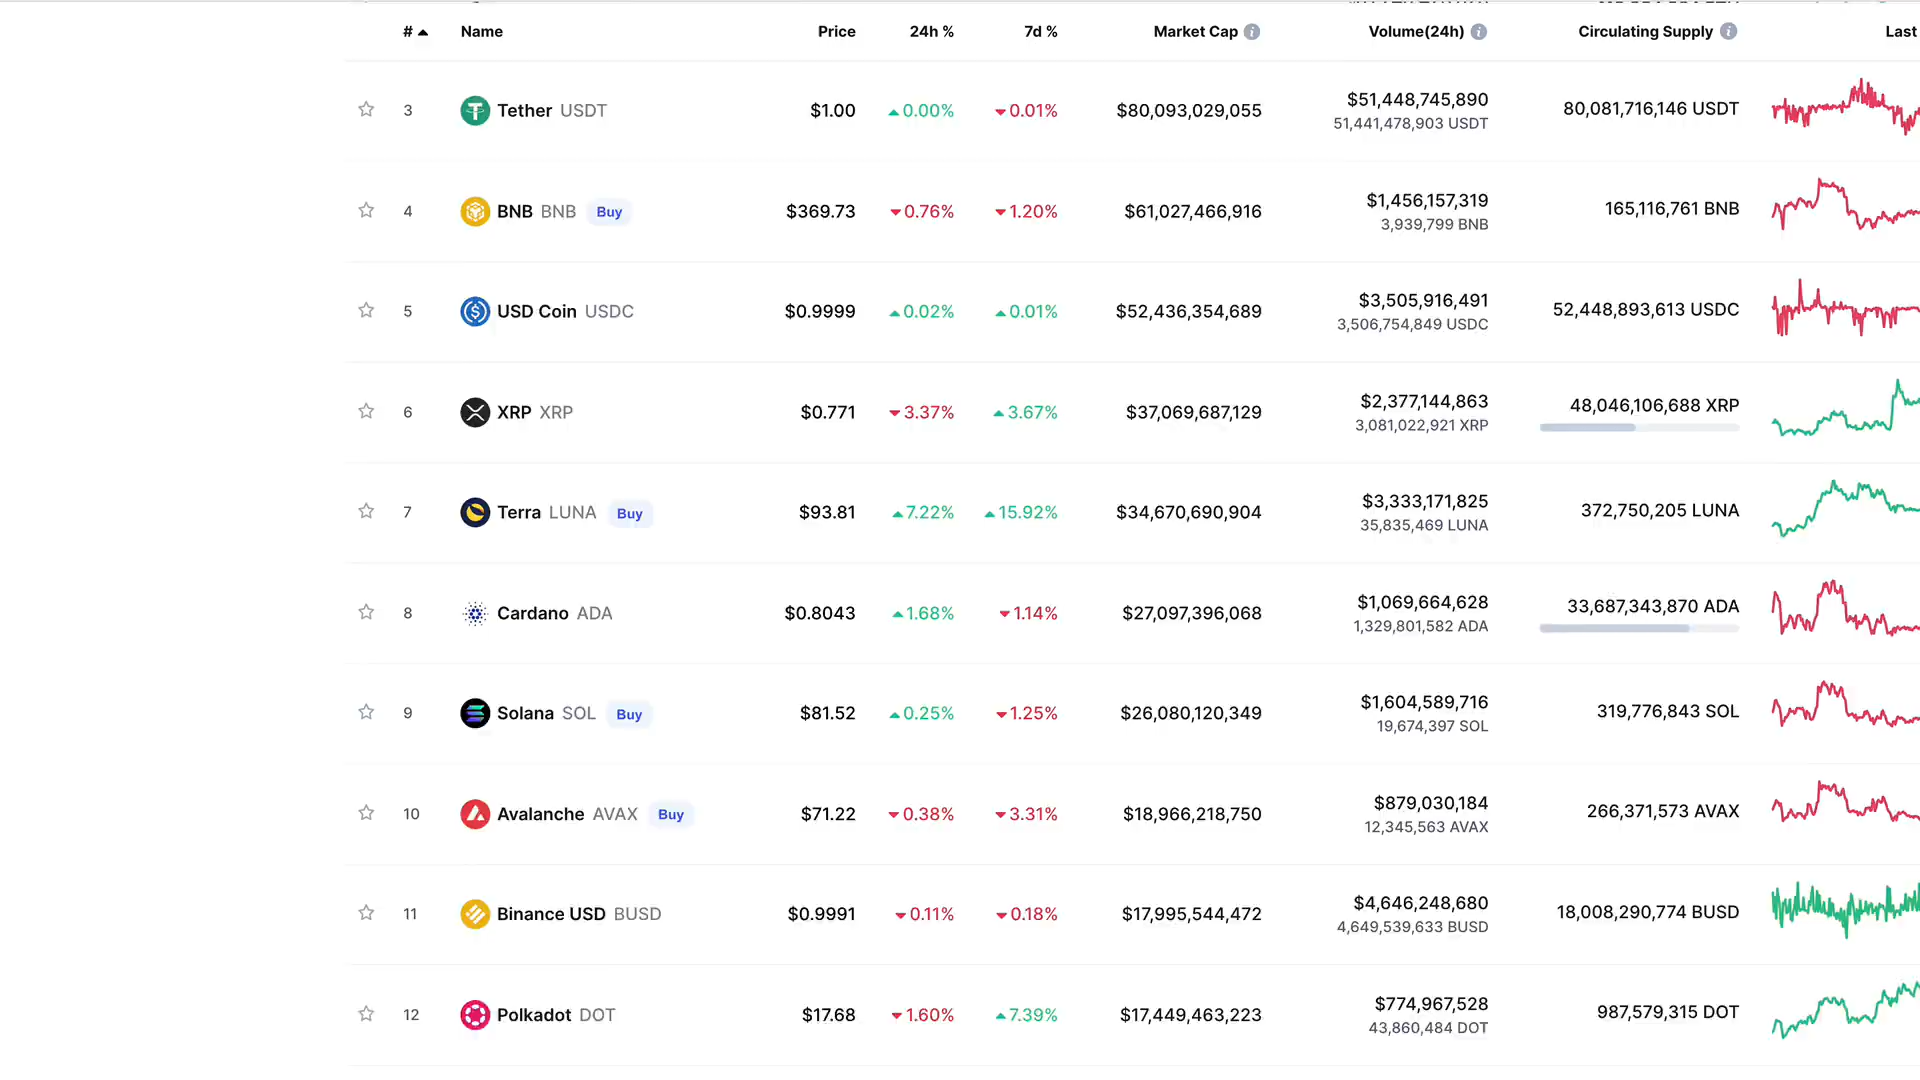 # Name Price 24h % 7d % Market Cap Volume(24h) Circulating Supply Last
3 Tether USDT $1.00 0.00% 0.01% $80,093,029,055 $51,448,745,890 80,081,716,146 USDT
51,441,478,903 USDT
4 BNB BNB Buy $369.73 0.76% 1.20% $61,027,466,916 $1,456,157,319 165,116,761 BNB
3,939,799 BNB
5 USD Coin USDC $0.9999 0.02% 0.01% $52,436,354,689 $3,505,916,491 52,448,893,613 USDC
3,506,754,849 USDC
6 XRP XRP $0.771 3.37% 3.67% $37,069,687,129 $2,377,144,863 48,046,106,688 XRP
3,081,022,921 XRP
7 Terra LUNA Buy $93.81 7.22% 15.92% $34,670,690,904 $3,333,171,825 372,750,205 LUNA
35,835,469 LUNA
8 Cardano ADA $0.8043 1.68% 1.14% $27,097,396,068 $1,069,664,628 33,687,343,870 ADA
1,329,801,582 ADA
9 Solana SOL Buy $81.52 0.25% 1.25% $26,080,120,349 $1,604,589,716 319,776,843 SOL
19,674,397 SOL
10 Avalanche AVAX Buy $71.22 0.38% 3.31% $18,966,218,750 $879,030,184 266,371,573 AVAX
12,345,563 AVAX
11 Binance USD BUSD $0.9991 0.11% 0.18% $17,995,544,472 $4,646,248,680 18,008,290,774 BUSD
4,649,539,633 BUSD
12 Polkadot DOT $17.68 1.60% 7.39% $17,449,463,223 $774,967,528 987,579,315 DOT
43,860,484 DOT